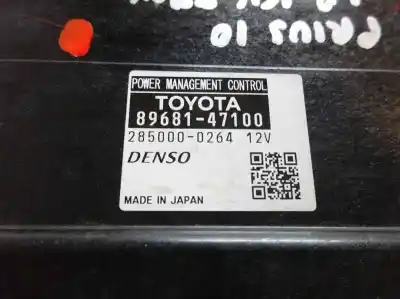 PRIUS 10
POWER MANAGEMENT CONTROL
TOYOTA
89681-47100
285000-0264 12V
DENSO
MADE IN JAPAN